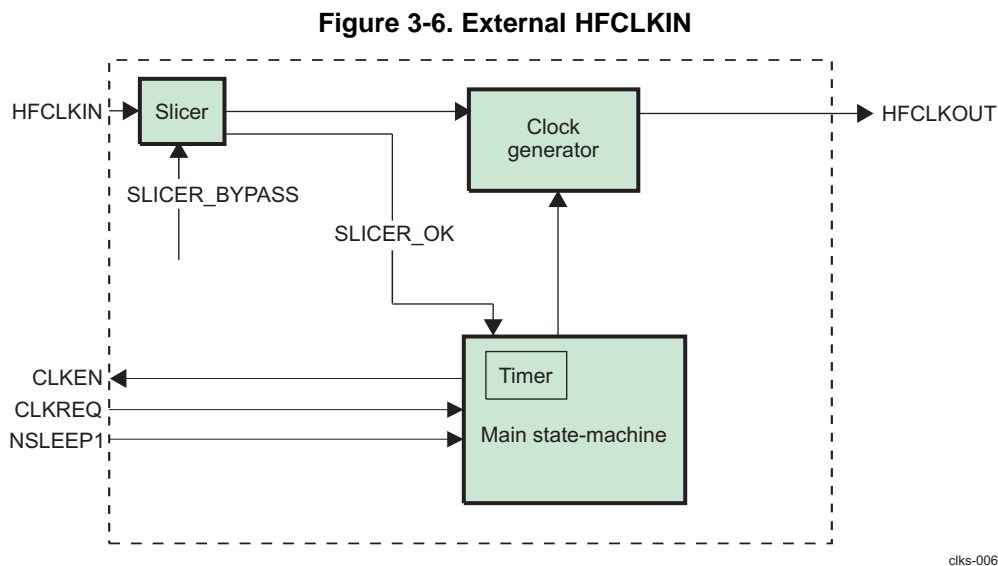 Figure 3-6. External HFCLKIN
HFCLKIN
Slicer
Clock
generator
HFCLKOUT
SLICER_BYPASS
SLICER_OK
Timer
CLKEN
CLKREQ
NSLEEP1
Main state-machine
clks-006